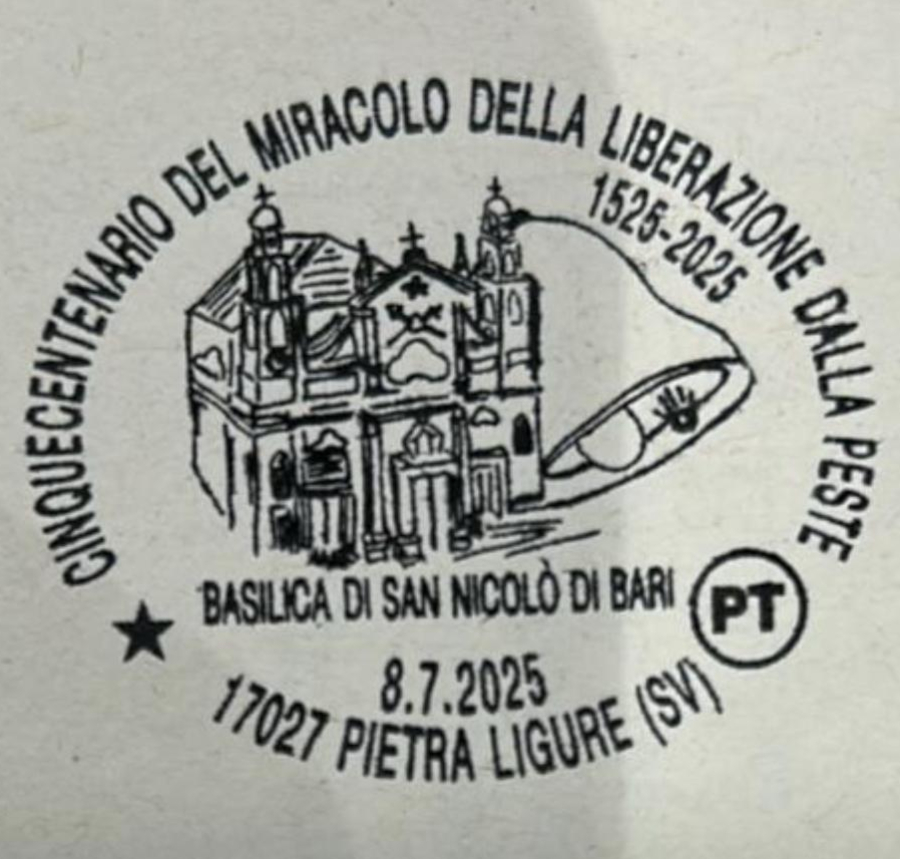 CINQUECENTENARIO DEL MIRACOLO DELLA LIBERAZIONE DALLA PESTE
1525-2025
BASILICA DI SAN NICOLÒ DI BARI
PT
8.7.2025
17027 PIETRA LIGURE (SV)